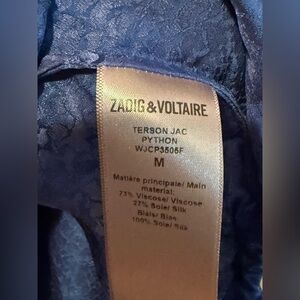 ZADIG & VOLTAIRE
TERSON JAC
PYTHON
WJCP3505F
M
Matière principale/ Main
material:
73% Viscose/ Viscose
27% Soie/ Silk
Biais/ Bias:
100% Soie/ Silk